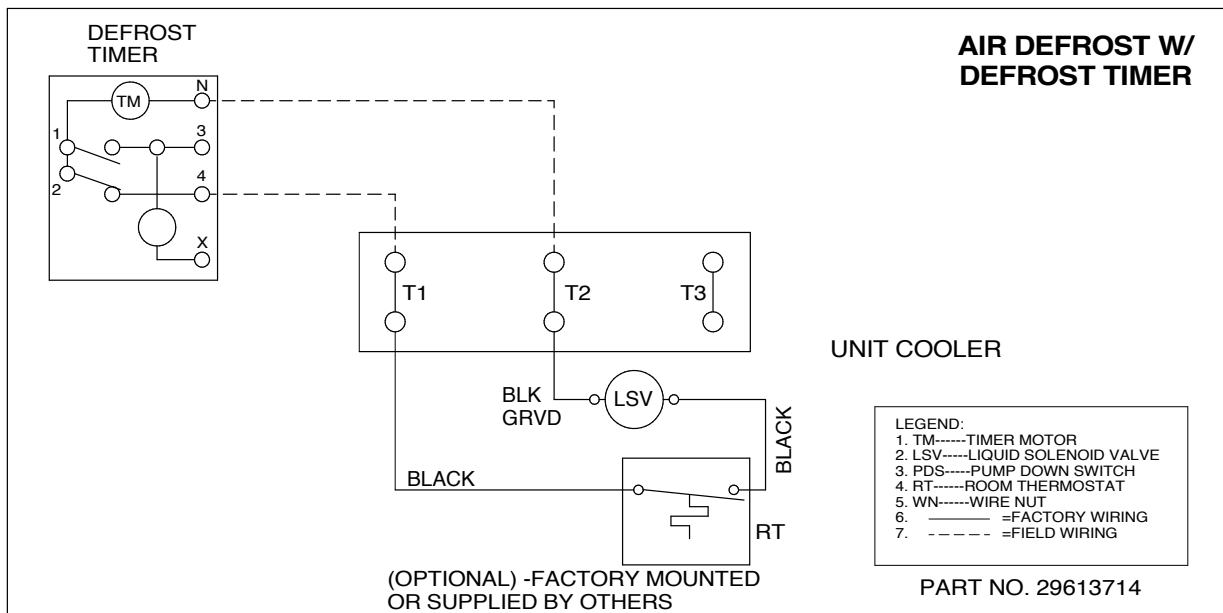 DEFROST
TIMER
AIR DEFROST W/
DEFROST TIMER
TM
N
1
3
2
4
X
T1
T2
T3
UNIT COOLER
BLK
GRVD
LSV
BLACK
BLACK
RT
(OPTIONAL) -FACTORY MOUNTED
OR SUPPLIED BY OTHERS
LEGEND:
1. TM------TIMER MOTOR
2. LSV-----LIQUID SOLENOID VALVE
3. PDS-----PUMP DOWN SWITCH
4. RT------ROOM THERMOSTAT
5. WN------WIRE NUT
6. =FACTORY WIRING
7. =FIELD WIRING
PART NO. 29613714